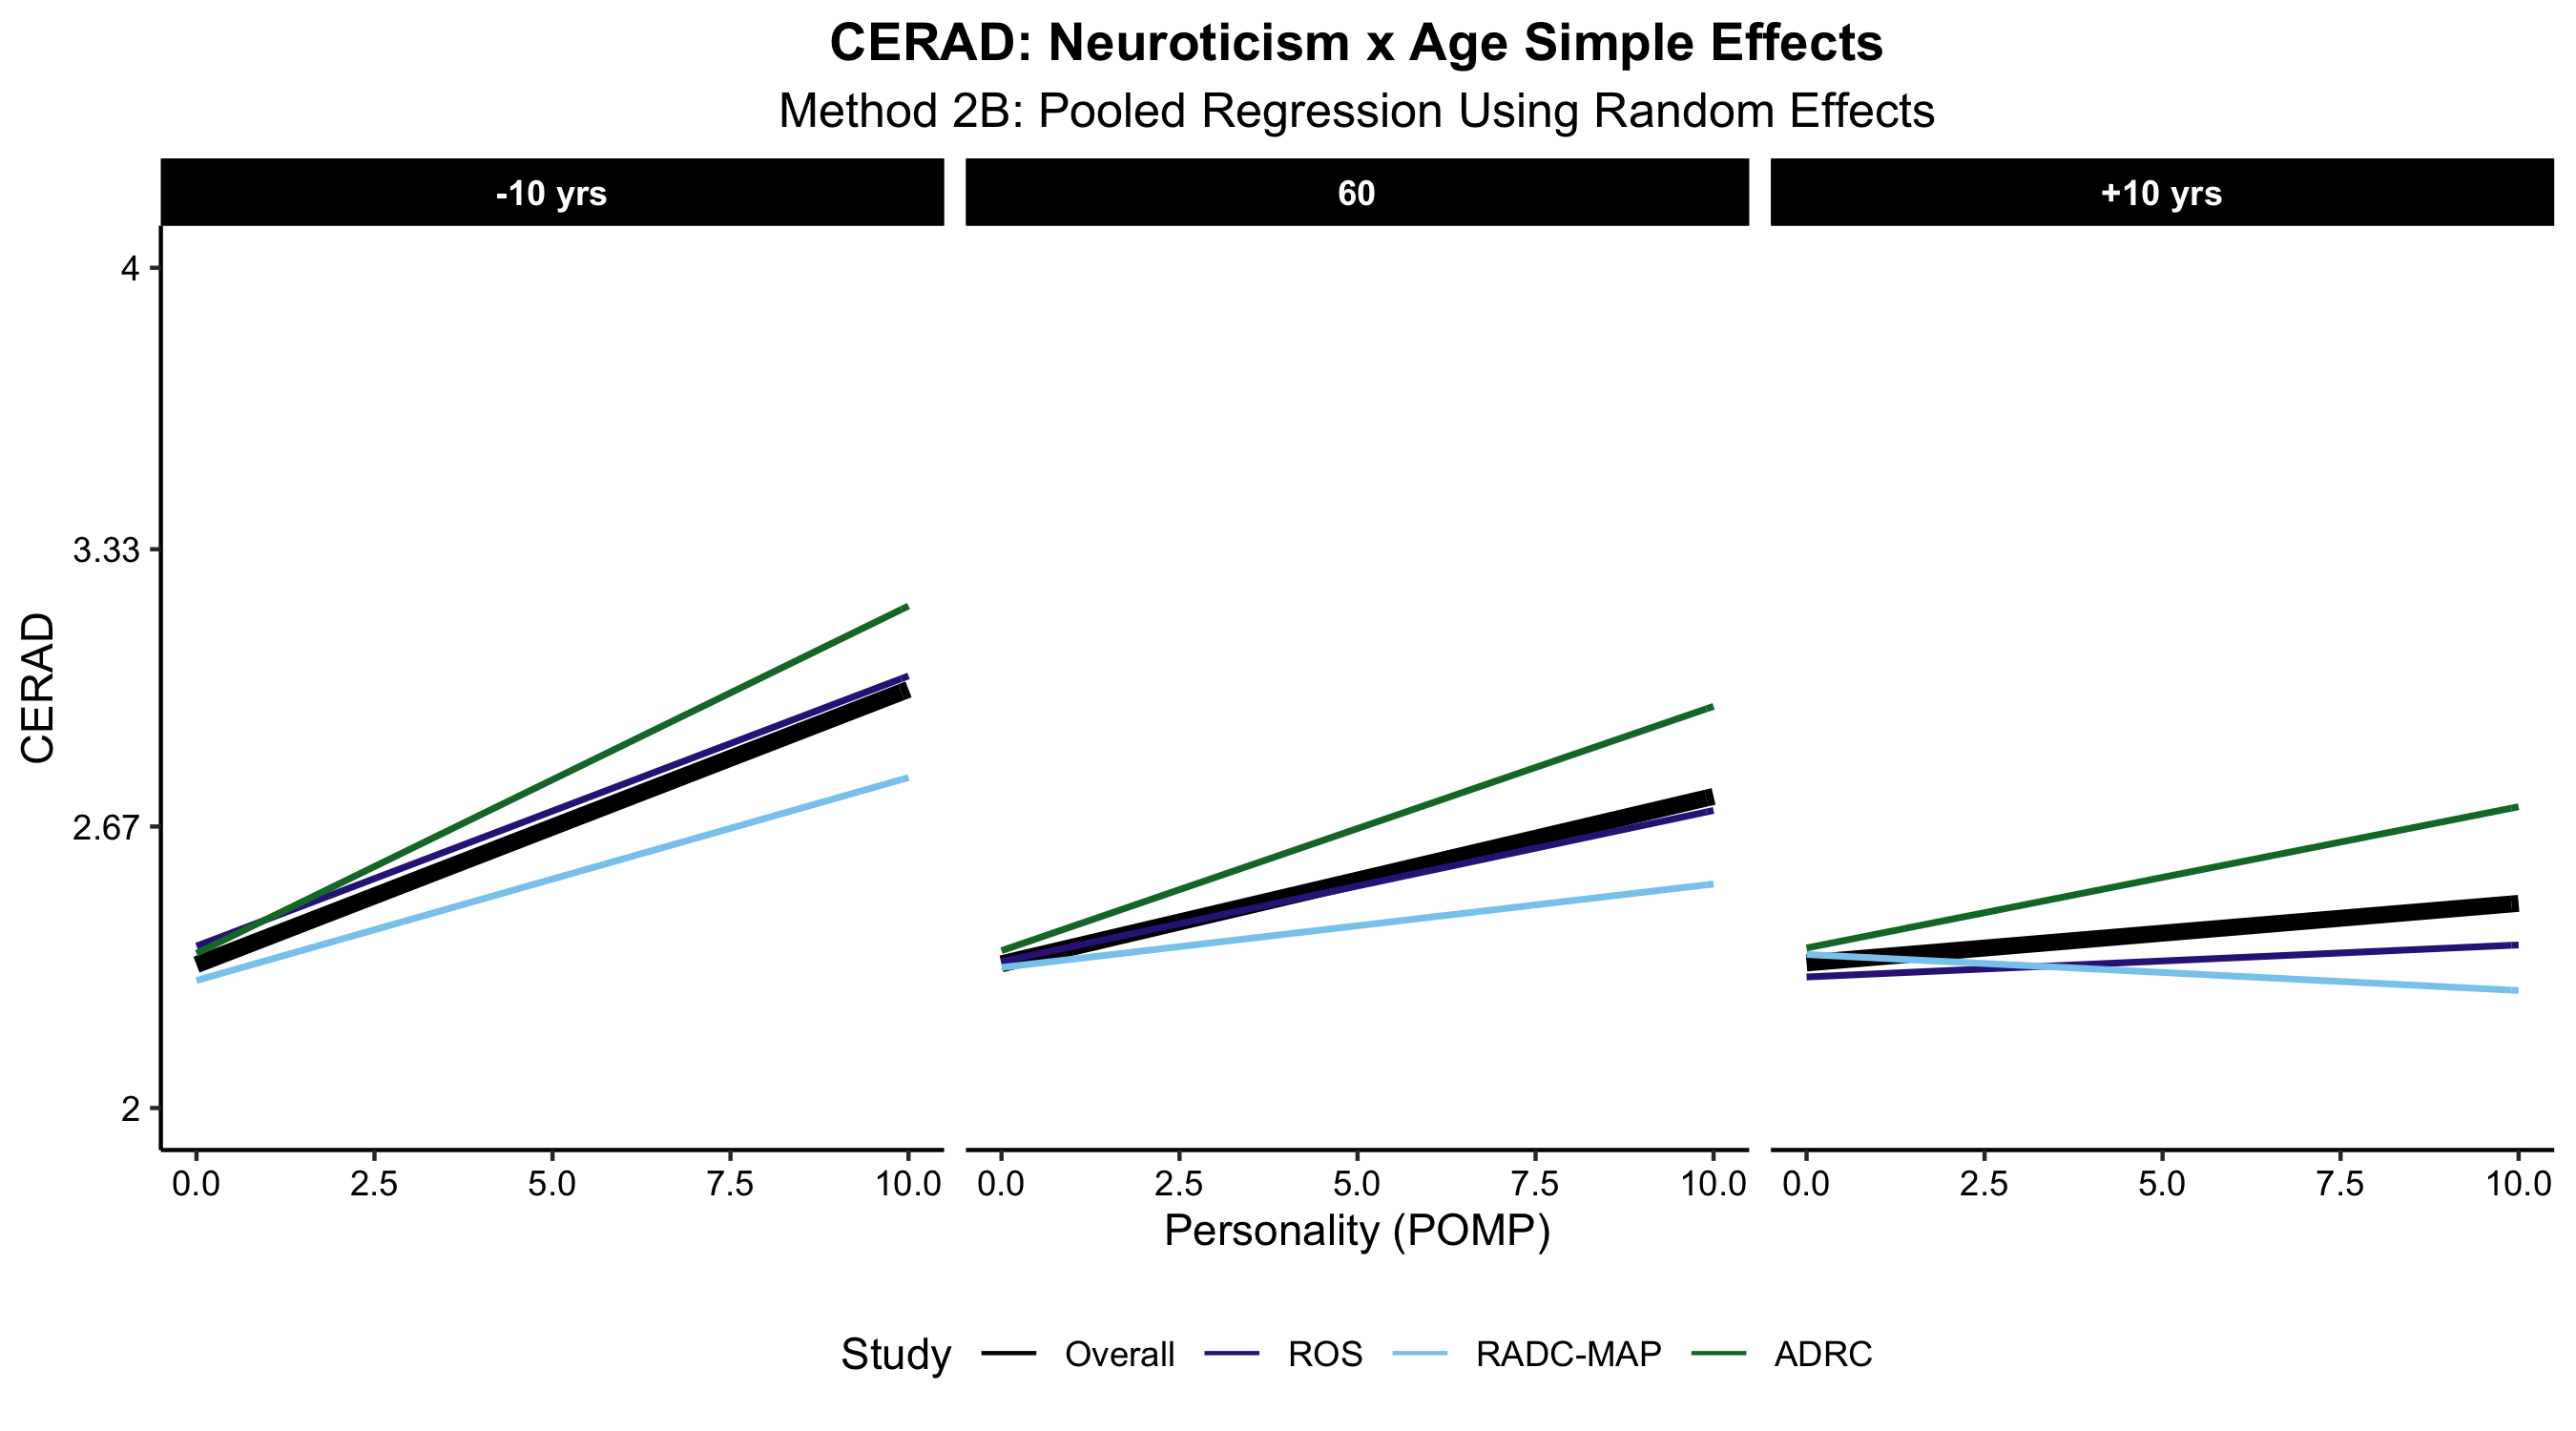 CERAD: Neuroticism x Age Simple Effects
Method 2B: Pooled Regression Using Random Effects
-10 yrs 60 +10 yrs
4
3.33
2.67
2
CERAD
0.0 2.5 5.0 7.5 10.0 0.0 2.5 5.0 7.5 10.0 0.0 2.5 5.0 7.5 10.0
Personality (POMP)
Study Overall ROS RADC-MAP ADRC